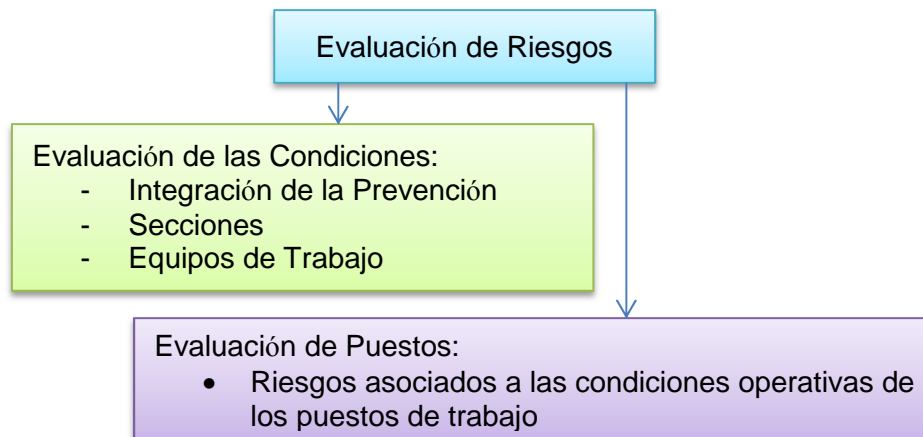 Evaluación de Riesgos
Evaluación de las Condiciones:
- Integración de la Prevención
- Secciones
- Equipos de Trabajo
Evaluación de Puestos:
• Riesgos asociados a las condiciones operativas de
los puestos de trabajo